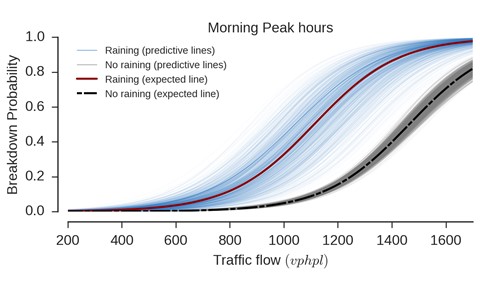 Morning Peak hours
Raining (predictive lines)
No raining (predictive lines)
Raining (expected line)
No raining (expected line)
Breakdown Probability
1.0
0.8
0.6
0.4
0.2
0.0
200 400 600 800 1000 1200 1400 1600
Traffic flow (vphpl)